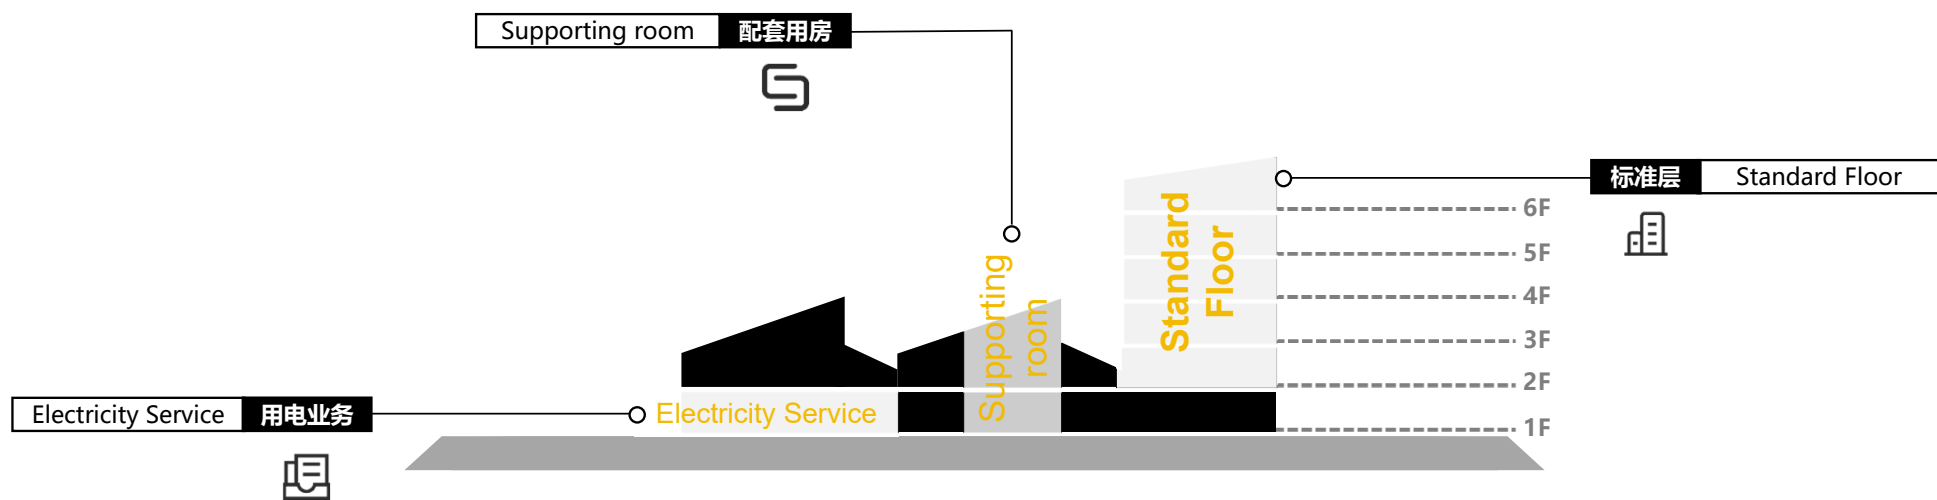 Supporting room 配套用房
标准层 Standard Floor
6F
5F
4F
3F
2F
1F
Standard
Floor
Supporting
room
Electricity Service 用电业务
Electricity Service